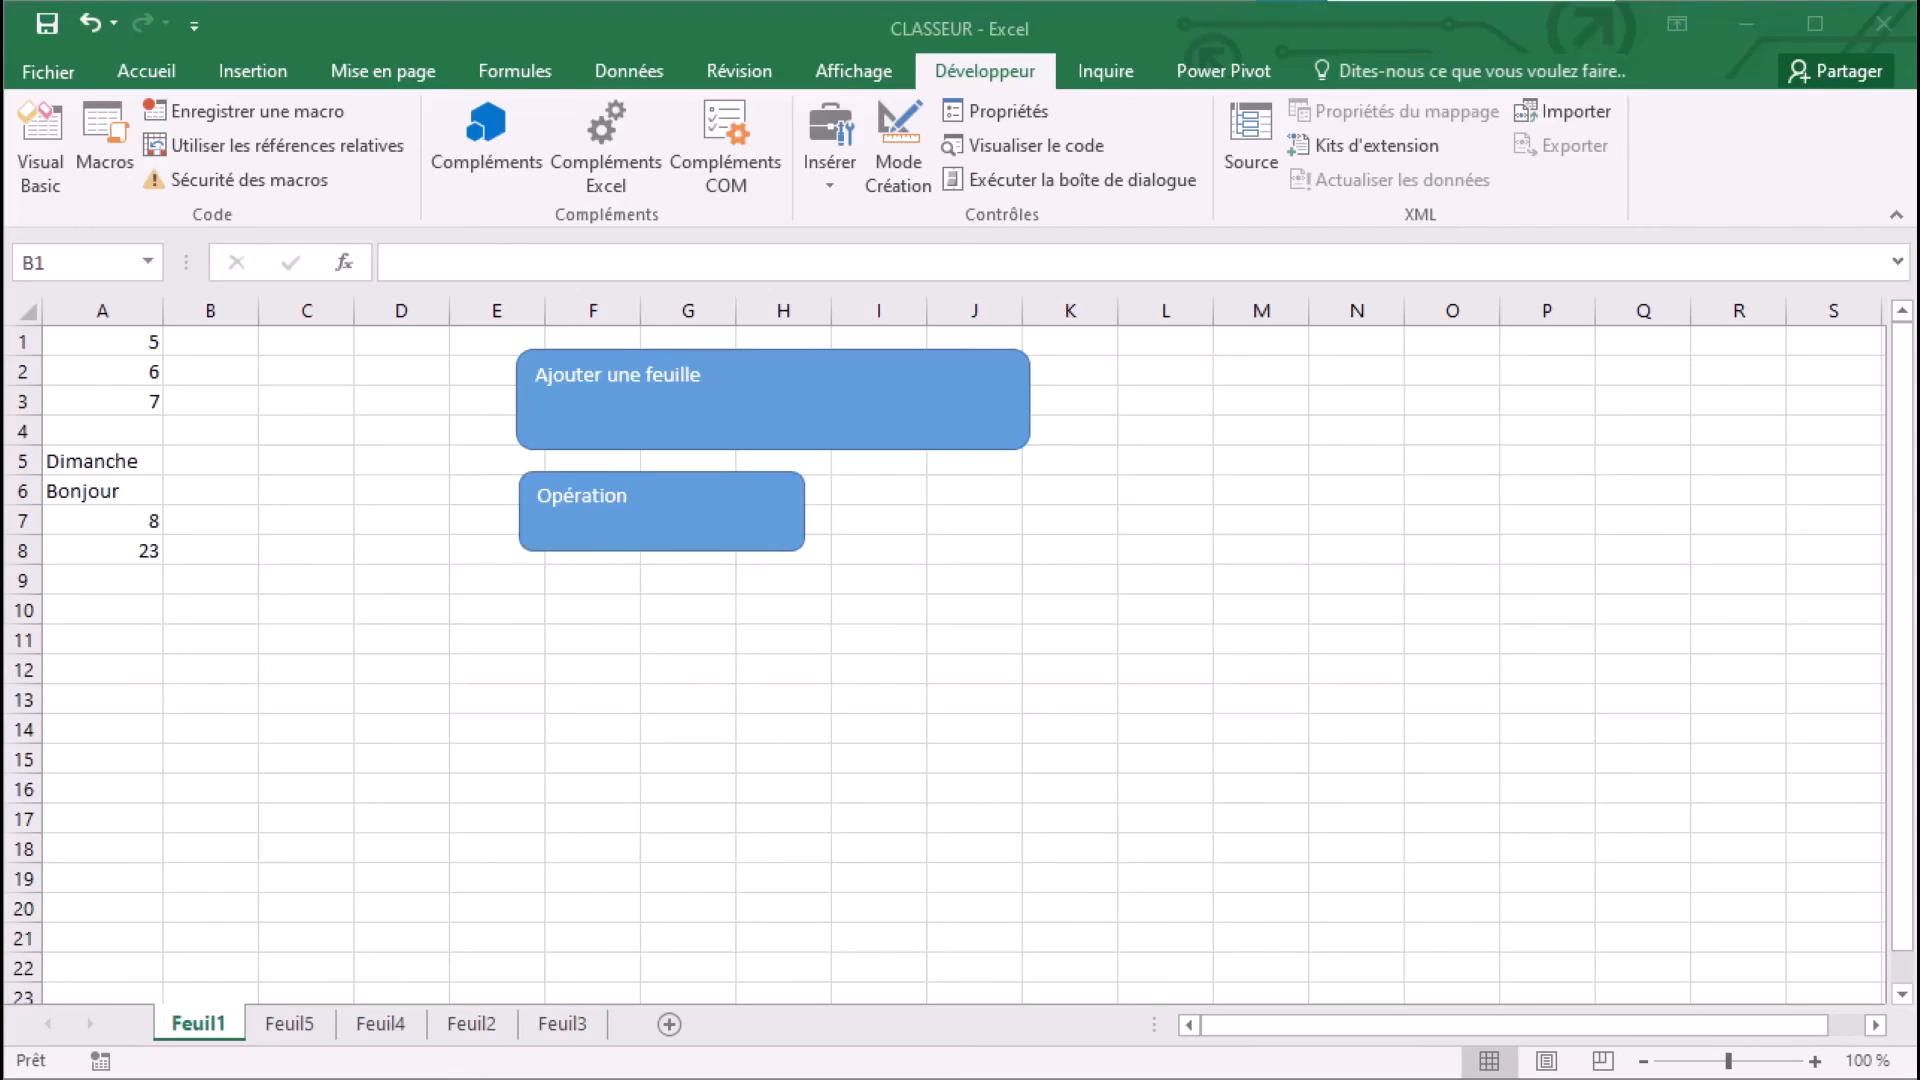 CLASSEUR - Excel
Fichier Accueil Insertion Mise en page Formules Données Révision Affichage Développeur Inquire Power Pivot Dites-nous ce que vous voulez faire.. Partager
Visual Basic
Macros
Enregistrer une macro
Utiliser les références relatives
Sécurité des macros
Code
Compléments
Compléments Excel
Compléments COM
Compléments
Insérer
Mode Création
Propriétés
Visualiser le code
Exécuter la boîte de dialogue
Contrôles
Source
Propriétés du mappage
Kits d'extension
Actualiser les données
Importer
Exporter
XML
B1
fx
A B C D E F G H I J K L M N O P Q R S
1 5
2 6
3 7
4
5 Dimanche
6 Bonjour
7 8
8 23
9
10
11
12
13
14
15
16
17
18
19
20
21
22
23
Ajouter une feuille
Opération
Feuil1 Feuil5 Feuil4 Feuil2 Feuil3
Prêt
100 %